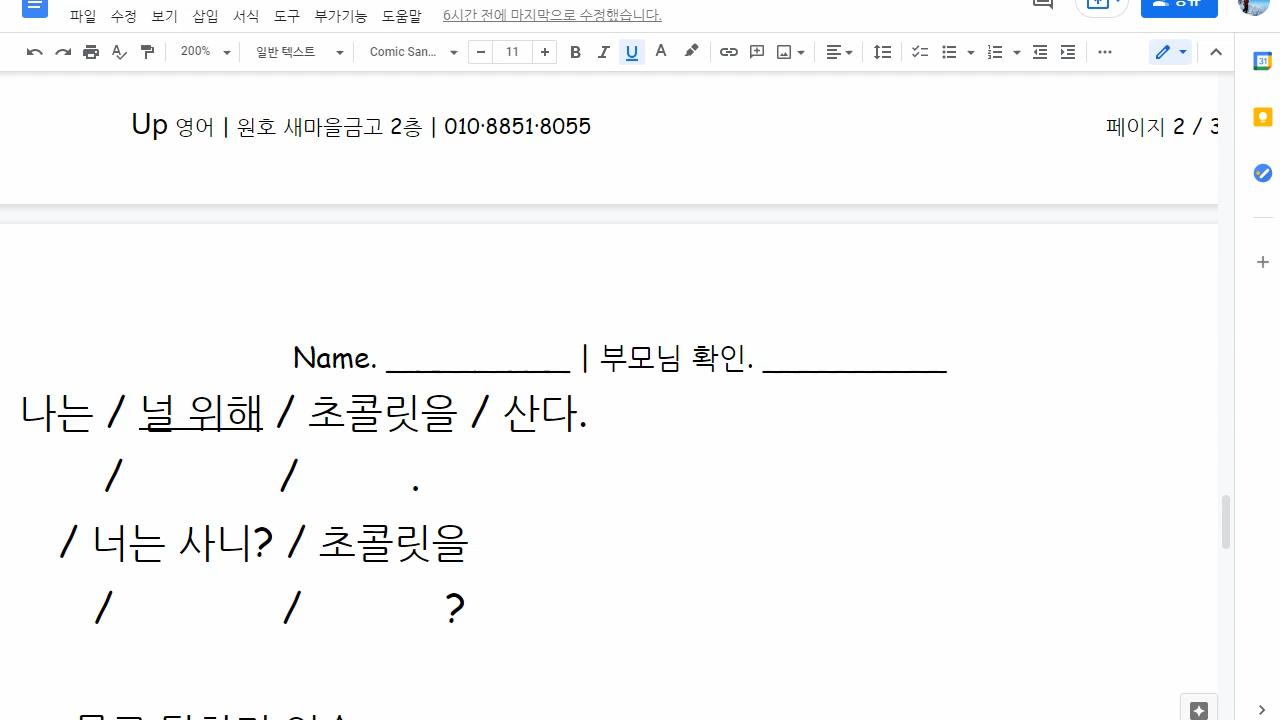 파일 수정 보기 삽입 서식 도구 부가기능 도움말 6시간 전에 마지막으로 수정했습니다.
200% 일반 텍스트 Comic San... 11
Up 영어 | 원호 새마을금고 2층 | 010·8851·8055 페이지 2 / 3
Name. ___________ | 부모님 확인. ___________
나는 / 널 위해 / 초콜릿을 / 산다.
/ / .
/ 너는 사니? / 초콜릿을
/ / ?